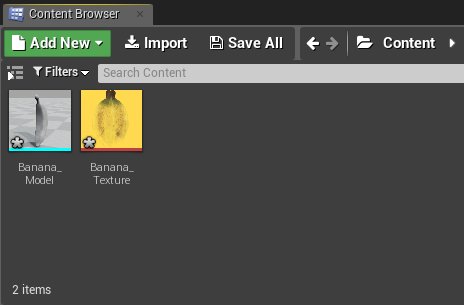 Content Browser
Add New Import Save All Content
Filters Search Content
Banana_
Model
Banana_
Texture
2 items